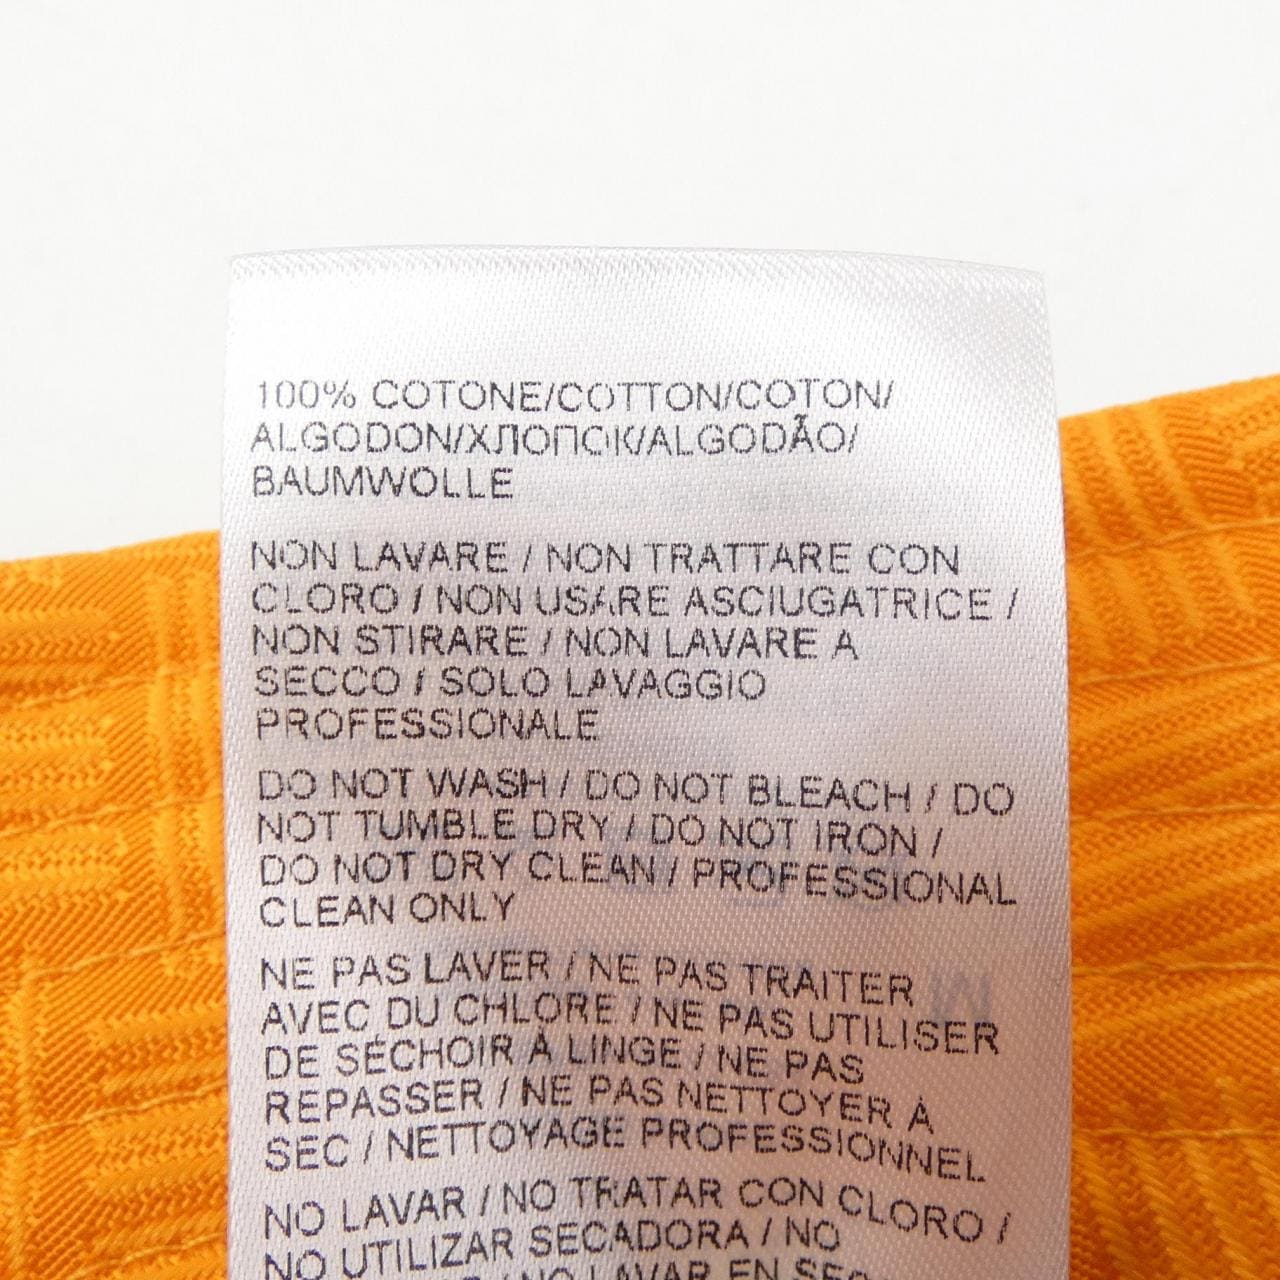 100% COTONE/COTTON/COTON/
ALGODON/ХЛОПОК/ALGODÃO/
BAUMWOLLE
NON LAVARE / NON TRATTARE CON
CLORO / NON USARE ASCIUGATRICE /
NON STIRARE / NON LAVARE A
SECCO / SOLO LAVAGGIO
PROFESSIONALE
DO NOT WASH / DO NOT BLEACH / DO
NOT TUMBLE DRY / DO NOT IRON /
DO NOT DRY CLEAN / PROFESSIONAL
CLEAN ONLY
NE PAS LAVER / NE PAS TRAITER
AVEC DU CHLORE / NE PAS UTILISER
DE SÉCHOIR À LINGE / NE PAS
REPASSER / NE PAS NETTOYER À
SEC / NETTOYAGE PROFESSIONNEL
NO LAVAR / NO TRATAR CON CLORO /
NO UTILIZAR SECADORA / NO
/ NO LAVAR EN SECO